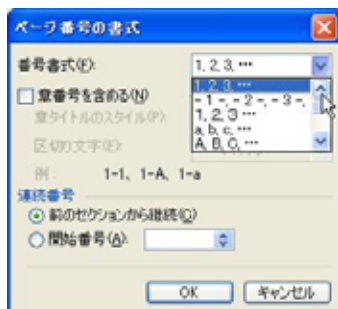 ページ番号の書式
番号書式(F): 1, 2, 3, …
1, 2, 3, …
- 1 -, - 2 -, - 3 -,
１, ２, ３ …
a, b, c, …
A, B, C, …
章番号を含める(N)
章タイトルのスタイル(P):
区切り文字(E):
例: 1-1、1-A、1-a
連続番号
前のセクションから継続(C)
開始番号(A):
OK キャンセル